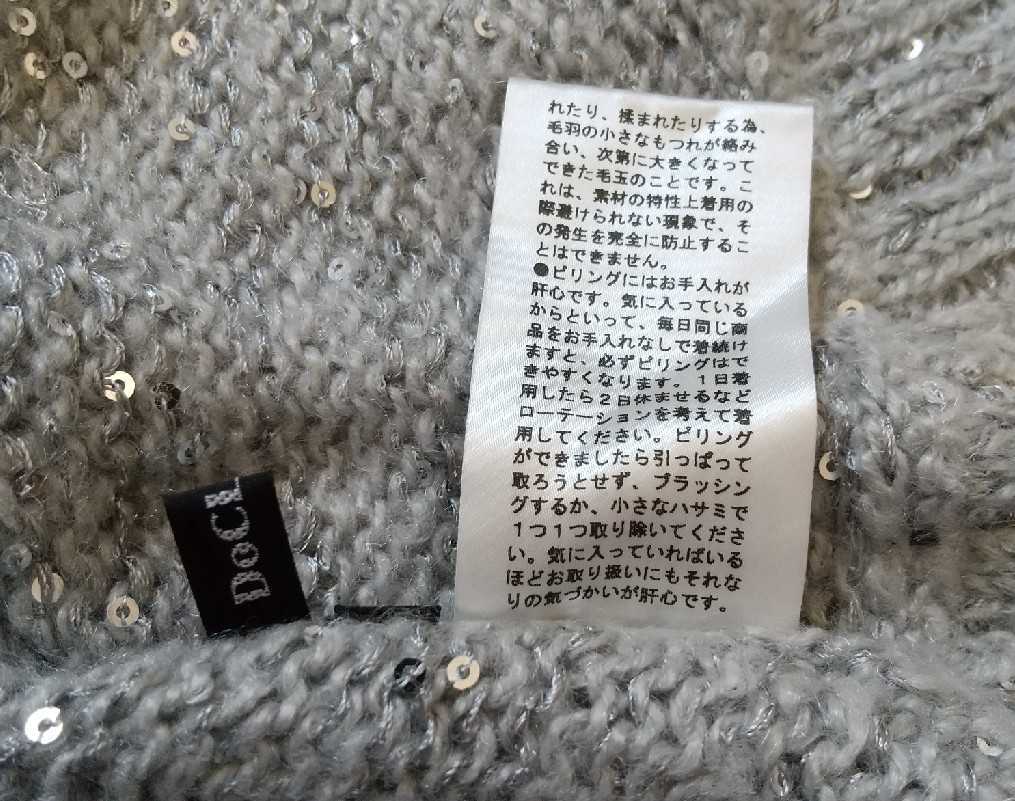 れたり、揉まれたりする為、
毛羽の小さなもつれが絡み
合い、次第に大きくなって
できた毛玉のことです。こ
れは、素材の特性上着用の
際避けられない現象で、そ
の発生を完全に防止するこ
とはできません。
●ピリングにはお手入れが
肝心です。気に入っている
からといって、毎日同じ商
品をお手入れなしで着続け
ますと、必ずピリングはで
きやすくなります。1日着
用したら2日休ませるなど
ローテーションを考えて着
用してください。ピリング
ができましたら引っぱって
取ろうとせず、ブラッシン
グするか、小さなハサミで
1つ1つ取り除いてくださ
い。気に入っていればいる
ほどお取り扱いにもそれな
りの気づかいが肝心です。